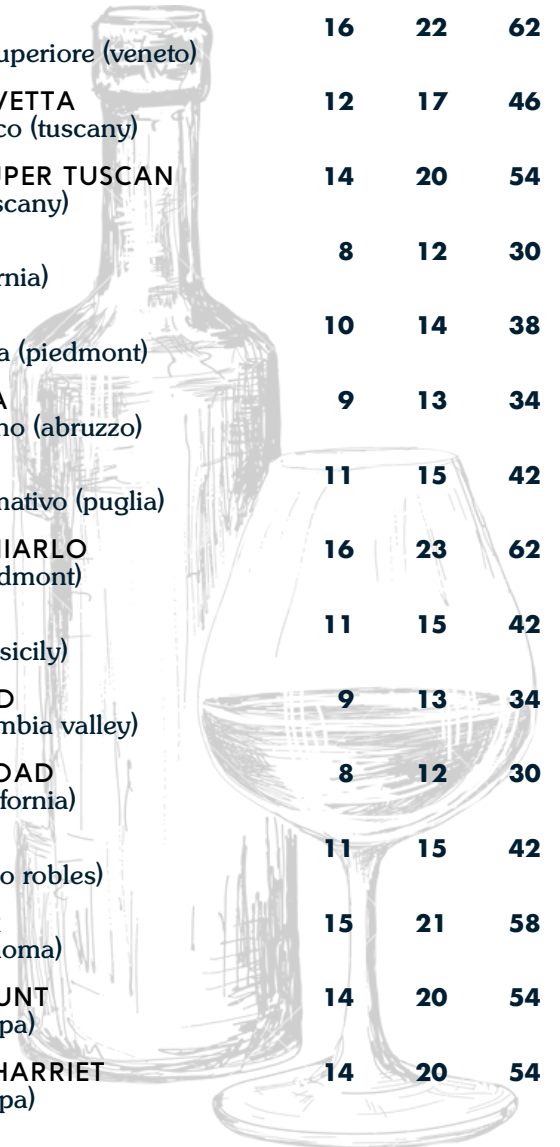 16 22 62
uperiore (veneto)
VETTA 12 17 46
co (tuscany)
UPER TUSCAN 14 20 54
scany)
8 12 30
rnia)
10 14 38
a (piedmont)
A 9 13 34
no (abruzzo)
11 15 42
nativo (puglia)
HIARLO 16 23 62
dmont)
11 15 42
sicily)
D 9 13 34
mbia valley)
OAD 8 12 30
fornia)
11 15 42
o robles)
15 21 58
noma)
UNT 14 20 54
pa)
HARRIET 14 20 54
pa)